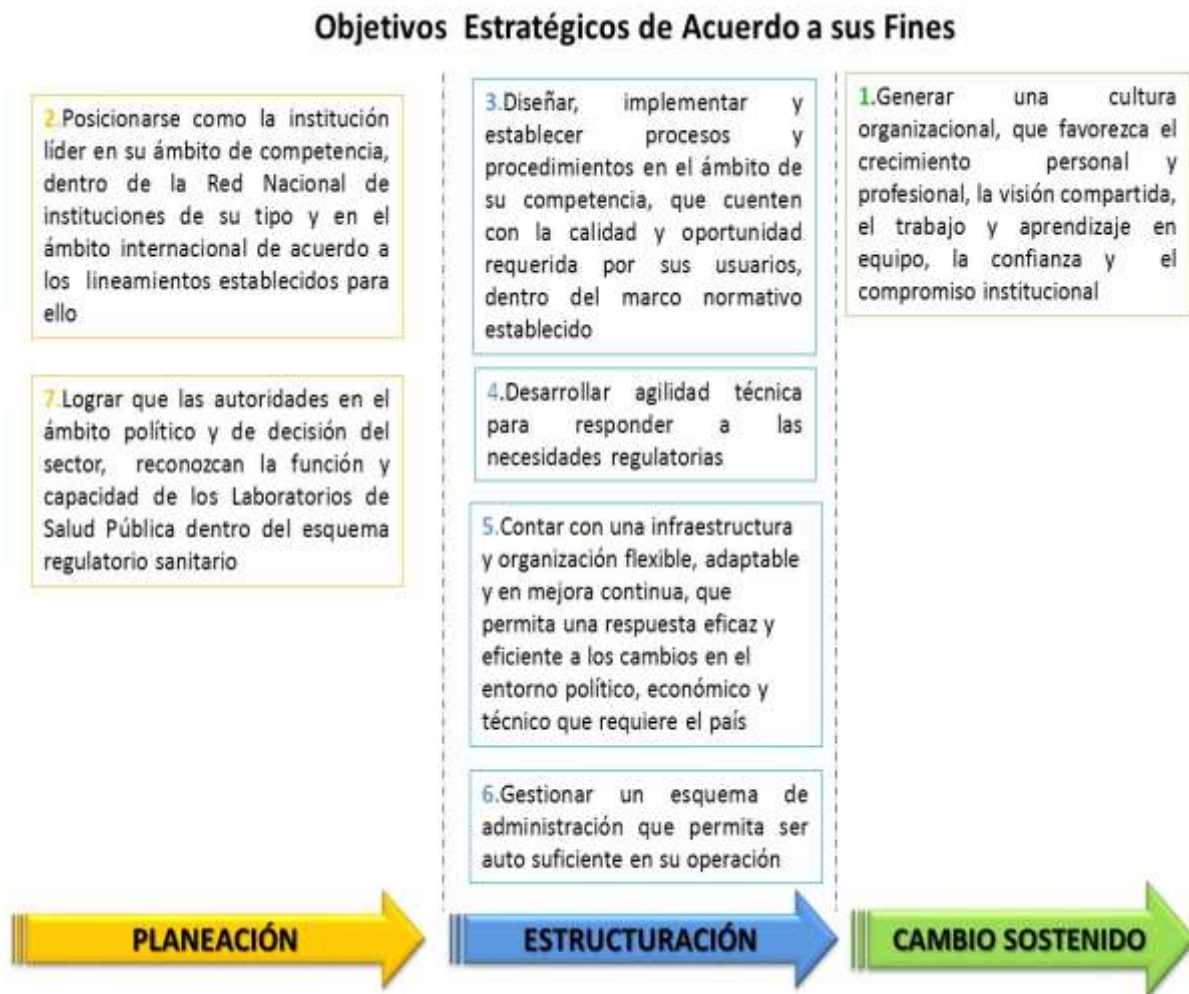 Objetivos Estratégicos de Acuerdo a sus Fines
2.Posicionarse como la institución
líder en su ámbito de competencia,
dentro de la Red Nacional de
instituciones de su tipo y en el
ámbito internacional de acuerdo a
los lineamientos establecidos para
ello
7.Lograr que las autoridades en el
ámbito político y de decisión del
sector, reconozcan la función y
capacidad de los Laboratorios de
Salud Pública dentro del esquema
regulatorio sanitario
PLANEACIÓN
3.Diseñar, implementar y
establecer procesos y
procedimientos en el ámbito de
su competencia, que cuenten
con la calidad y oportunidad
requerida por sus usuarios,
dentro del marco normativo
establecido
4.Desarrollar agilidad técnica
para responder a las
necesidades regulatorias
5.Contar con una infraestructura
y organización flexible, adaptable
y en mejora continua, que
permita una respuesta eficaz y
eficiente a los cambios en el
entorno político, económico y
técnico que requiere el país
6.Gestionar un esquema de
administración que permita ser
auto suficiente en su operación
ESTRUCTURACIÓN
1.Generar una cultura
organizacional, que favorezca el
crecimiento personal y
profesional, la visión compartida,
el trabajo y aprendizaje en
equipo, la confianza y el
compromiso institucional
CAMBIO SOSTENIDO